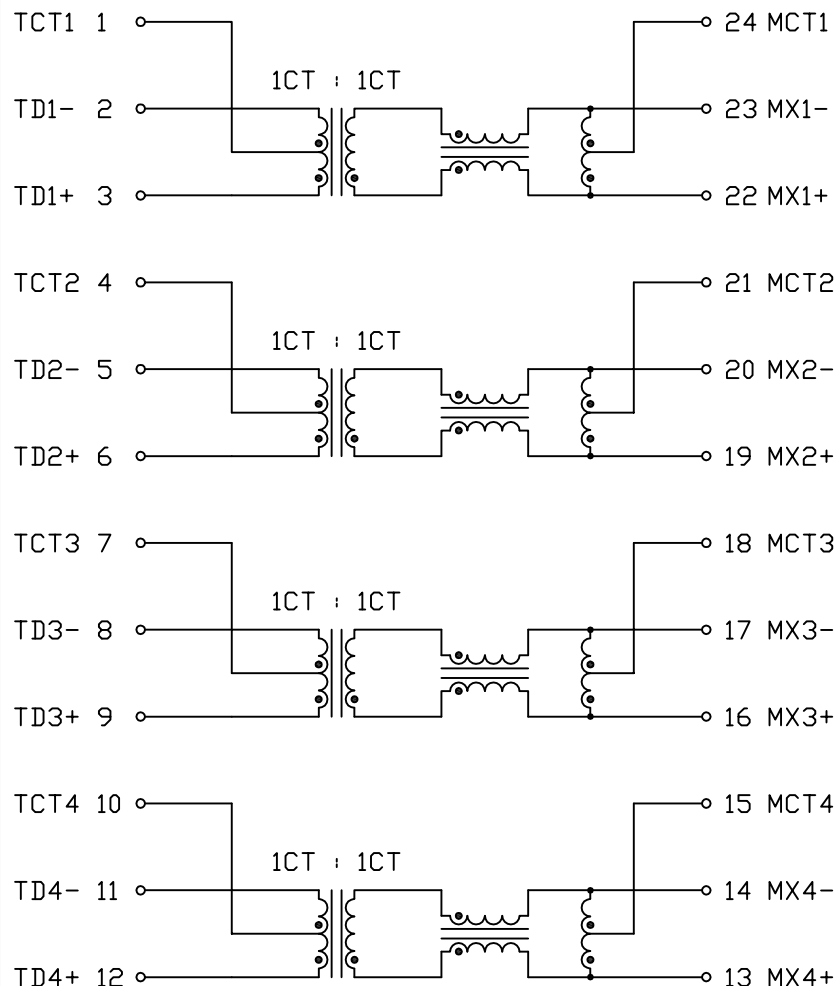 TCT1 1 24 MCT1
1CT : 1CT
TD1- 2 23 MX1-
TD1+ 3 22 MX1+
TCT2 4 21 MCT2
1CT : 1CT
TD2- 5 20 MX2-
TD2+ 6 19 MX2+
TCT3 7 18 MCT3
1CT : 1CT
TD3- 8 17 MX3-
TD3+ 9 16 MX3+
TCT4 10 15 MCT4
1CT : 1CT
TD4- 11 14 MX4-
TD4+ 12 13 MX4+